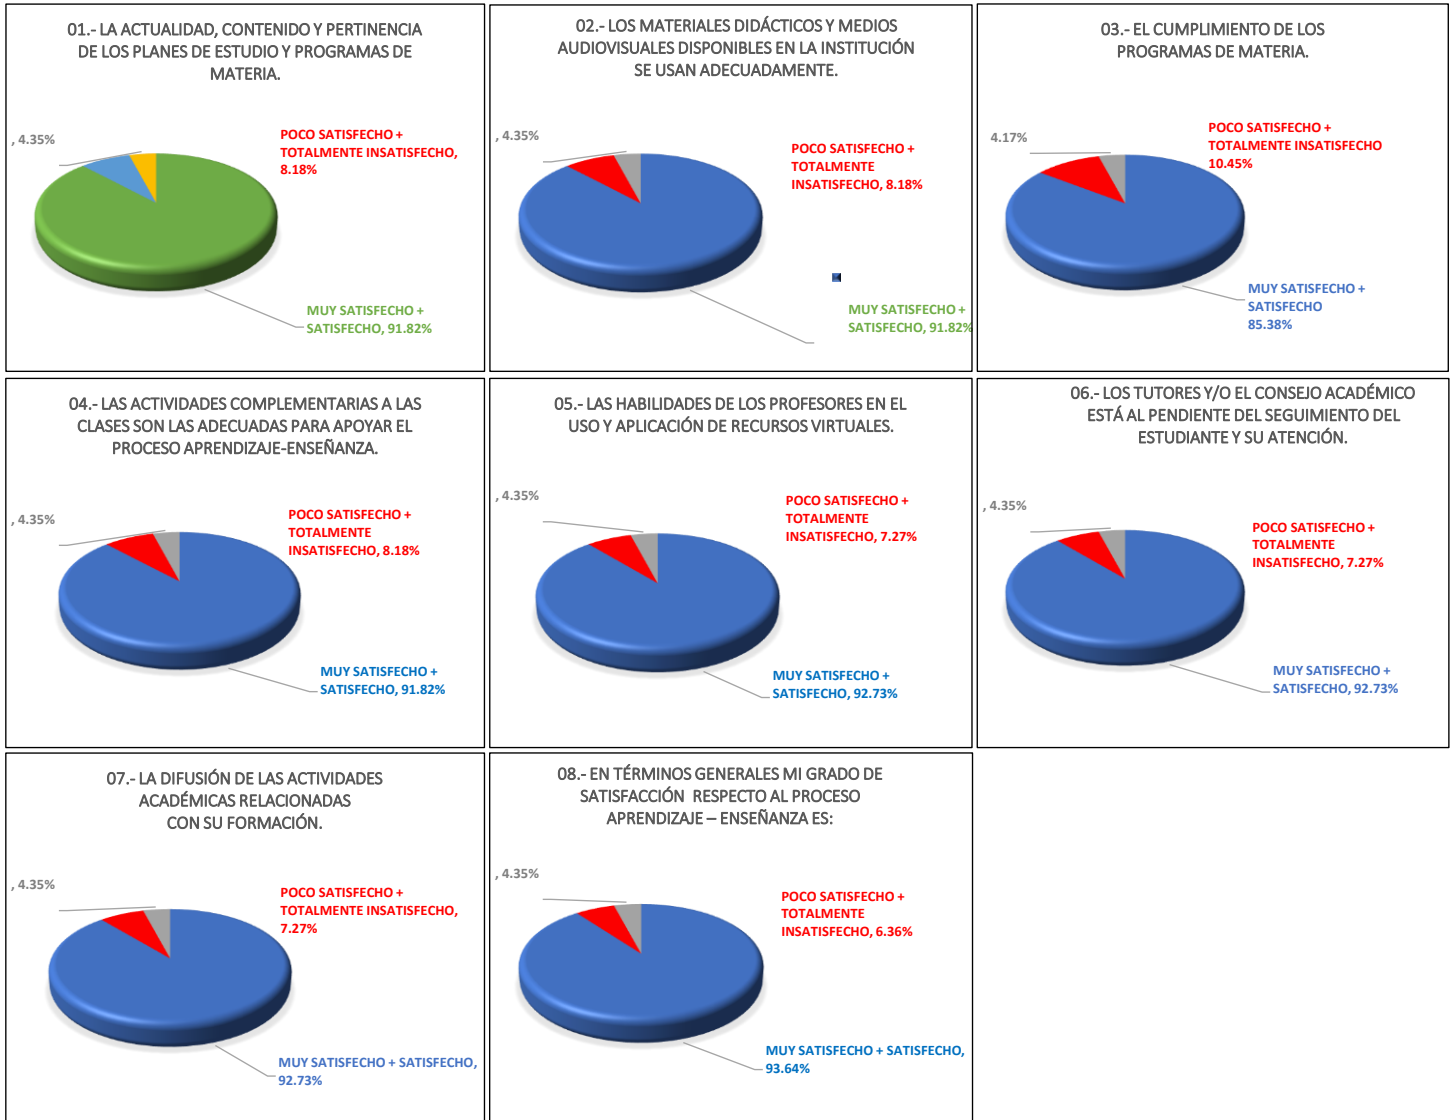 01.- LA ACTUALIDAD, CONTENIDO Y PERTINENCIA
DE LOS PLANES DE ESTUDIO Y PROGRAMAS DE
MATERIA.
, 4.35%
POCO SATISFECHO +
TOTALMENTE INSATISFECHO,
8.18%
MUY SATISFECHO +
SATISFECHO, 91.82%
02.- LOS MATERIALES DIDÁCTICOS Y MEDIOS
AUDIOVISUALES DISPONIBLES EN LA INSTITUCIÓN
SE USAN ADECUADAMENTE.
, 4.35%
POCO SATISFECHO +
TOTALMENTE
INSATISFECHO, 8.18%
MUY SATISFECHO +
SATISFECHO, 91.82%
03.- EL CUMPLIMIENTO DE LOS
PROGRAMAS DE MATERIA.
4.17%
POCO SATISFECHO +
TOTALMENTE INSATISFECHO
10.45%
MUY SATISFECHO +
SATISFECHO
85.38%
04.- LAS ACTIVIDADES COMPLEMENTARIAS A LAS
CLASES SON LAS ADECUADAS PARA APOYAR EL
PROCESO APRENDIZAJE-ENSEÑANZA.
, 4.35%
POCO SATISFECHO +
TOTALMENTE
INSATISFECHO, 8.18%
MUY SATISFECHO +
SATISFECHO, 91.82%
05.- LAS HABILIDADES DE LOS PROFESORES EN EL
USO Y APLICACIÓN DE RECURSOS VIRTUALES.
, 4.35%
POCO SATISFECHO +
TOTALMENTE
INSATISFECHO, 7.27%
MUY SATISFECHO +
SATISFECHO, 92.73%
06.- LOS TUTORES Y/O EL CONSEJO ACADÉMICO
ESTÁ AL PENDIENTE DEL SEGUIMIENTO DEL
ESTUDIANTE Y SU ATENCIÓN.
, 4.35%
POCO SATISFECHO +
TOTALMENTE
INSATISFECHO, 7.27%
MUY SATISFECHO +
SATISFECHO, 92.73%
07.- LA DIFUSIÓN DE LAS ACTIVIDADES
ACADÉMICAS RELACIONADAS
CON SU FORMACIÓN.
, 4.35%
POCO SATISFECHO +
TOTALMENTE INSATISFECHO,
7.27%
MUY SATISFECHO + SATISFECHO,
92.73%
08.- EN TÉRMINOS GENERALES MI GRADO DE
SATISFACCIÓN RESPECTO AL PROCESO
APRENDIZAJE – ENSEÑANZA ES:
, 4.35%
POCO SATISFECHO +
TOTALMENTE
INSATISFECHO, 6.36%
MUY SATISFECHO + SATISFECHO,
93.64%